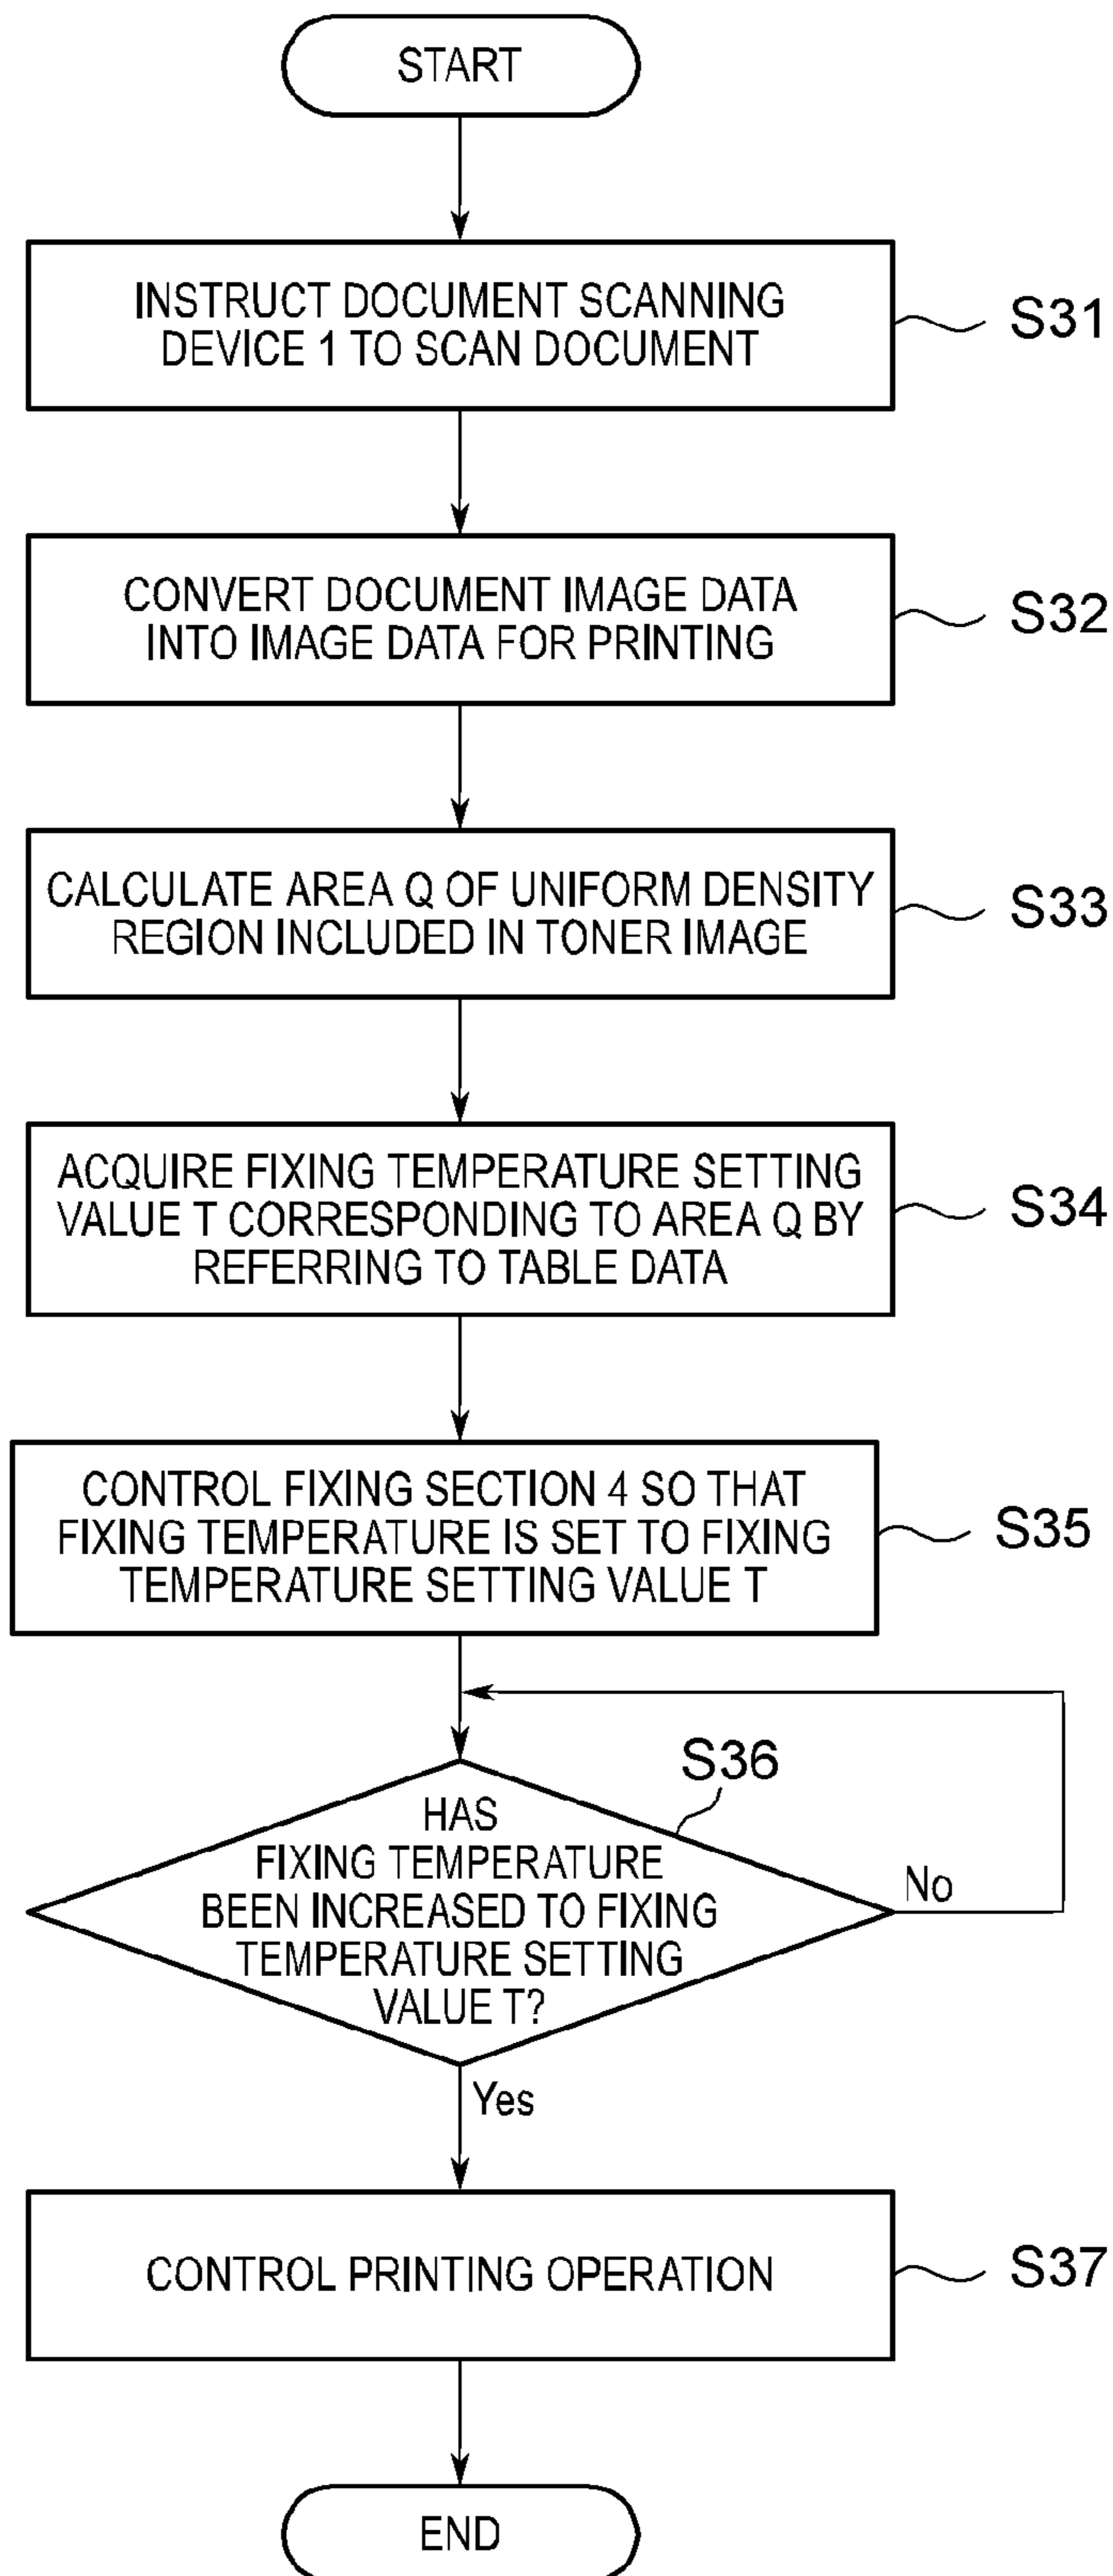 START
INSTRUCT DOCUMENT SCANNING
DEVICE 1 TO SCAN DOCUMENT
S31
CONVERT DOCUMENT IMAGE DATA
INTO IMAGE DATA FOR PRINTING
S32
CALCULATE AREA Q OF UNIFORM DENSITY
REGION INCLUDED IN TONER IMAGE
S33
ACQUIRE FIXING TEMPERATURE SETTING
VALUE T CORRESPONDING TO AREA Q BY
REFERRING TO TABLE DATA
S34
CONTROL FIXING SECTION 4 SO THAT
FIXING TEMPERATURE IS SET TO FIXING
TEMPERATURE SETTING VALUE T
S35
S36
HAS
FIXING TEMPERATURE
BEEN INCREASED TO FIXING
TEMPERATURE SETTING
VALUE T?
No
Yes
CONTROL PRINTING OPERATION
S37
END